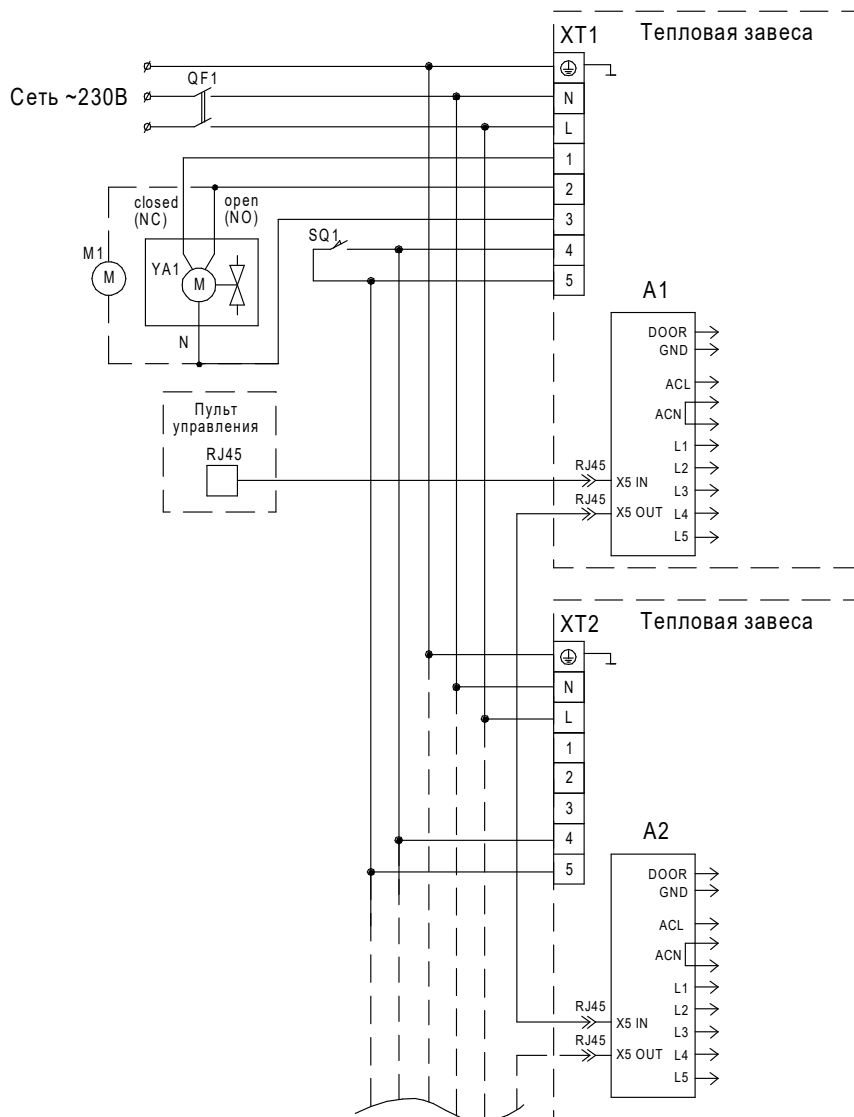 XT1
Тепловая завеса
Сеть ~230В
QF1
N
L
1
2
3
4
5
closed
(NC)
open
(NO)
M1
M
YA1
M
N
SQ1
A1
DOOR
GND
ACL
ACN
L1
L2
L3
L4
L5
Пульт
управления
RJ45
RJ45
X5 IN
RJ45
X5 OUT
XT2
Тепловая завеса
N
L
1
2
3
4
5
A2
DOOR
GND
ACL
ACN
L1
L2
L3
L4
L5
RJ45
X5 IN
RJ45
X5 OUT